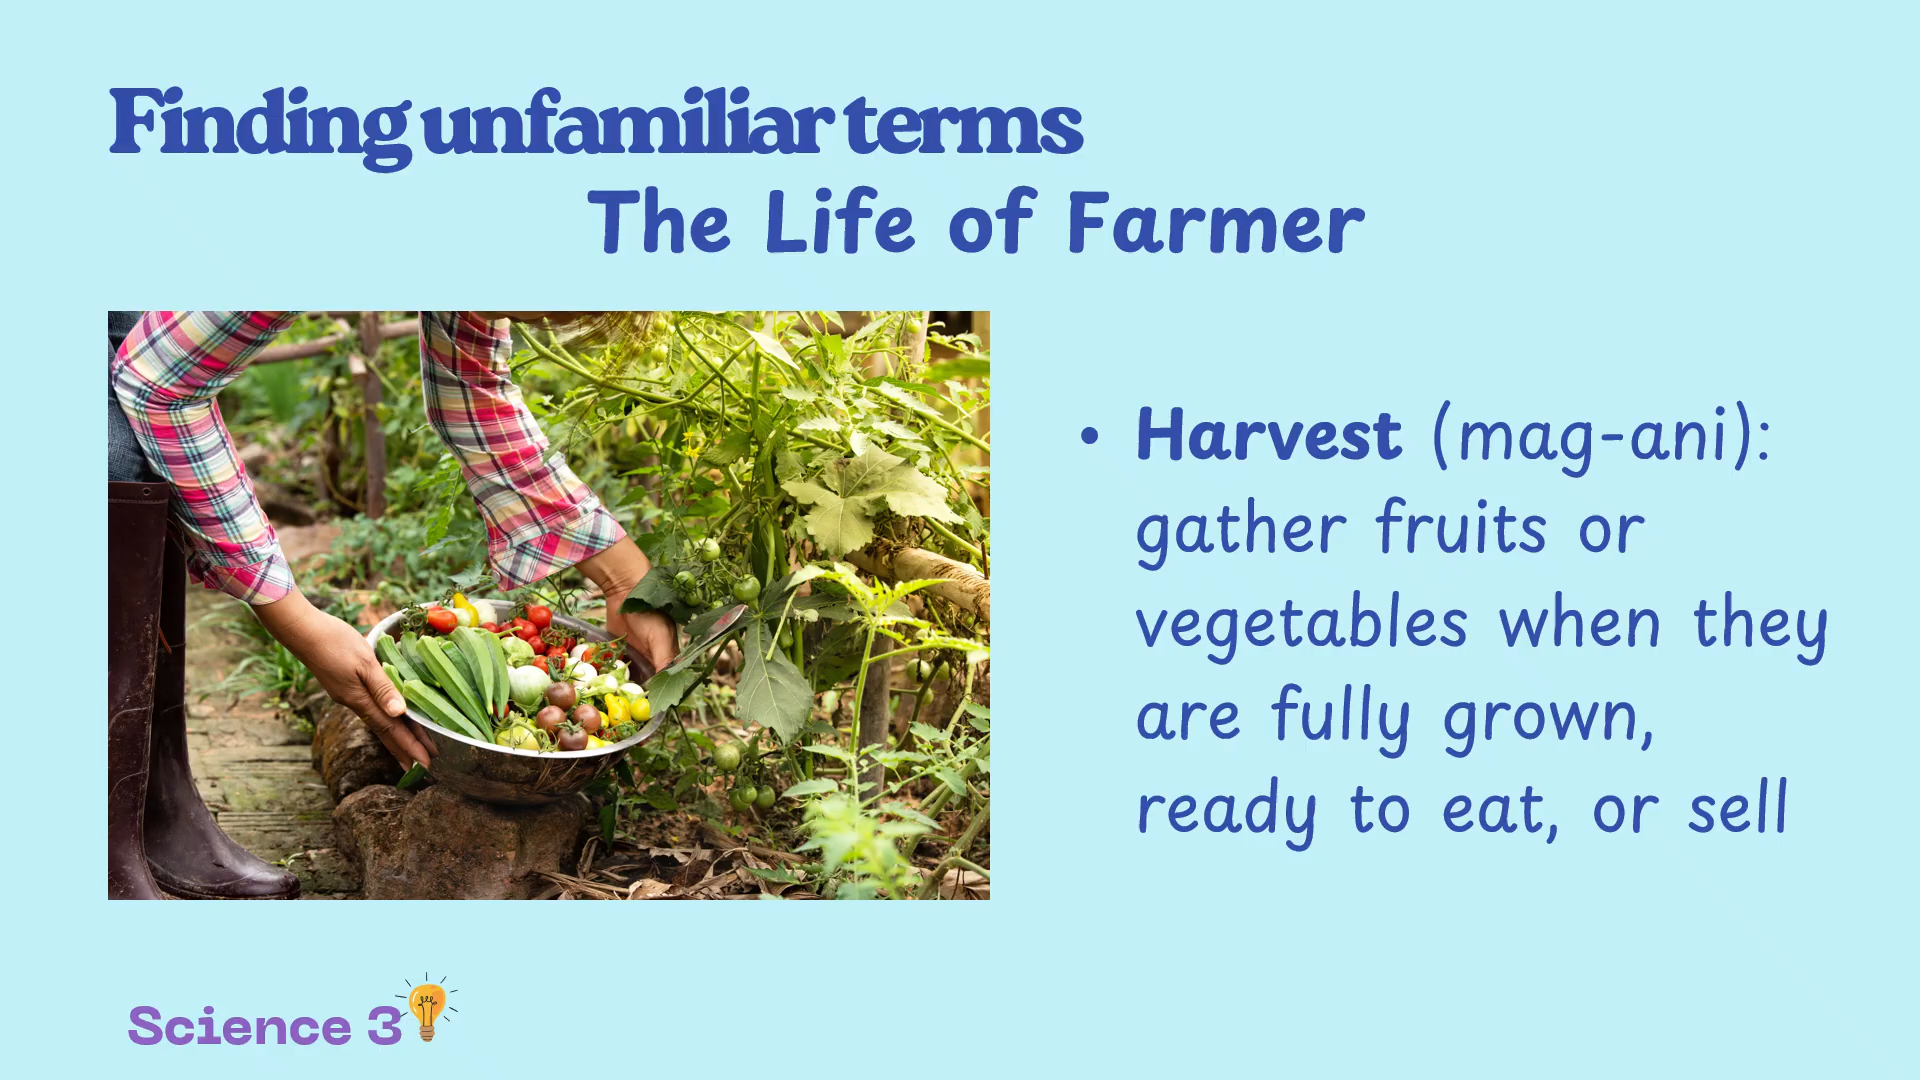 Finding unfamiliar terms
The Life of Farmer
• Harvest (mag-ani):
gather fruits or
vegetables when they
are fully grown,
ready to eat, or sell
Science 3